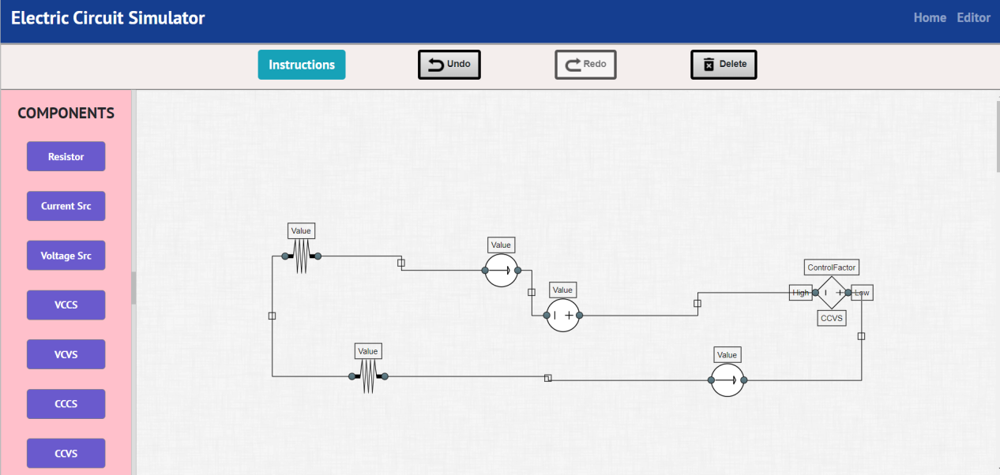 Electric Circuit Simulator
Home Editor
Instructions
Undo
Redo
Delete
COMPONENTS
Resistor
Current Src
Voltage Src
VCCS
VCVS
CCCS
CCVS
Value
Value
Value
ControlFactor
High
Low
CCVS
Value
Value